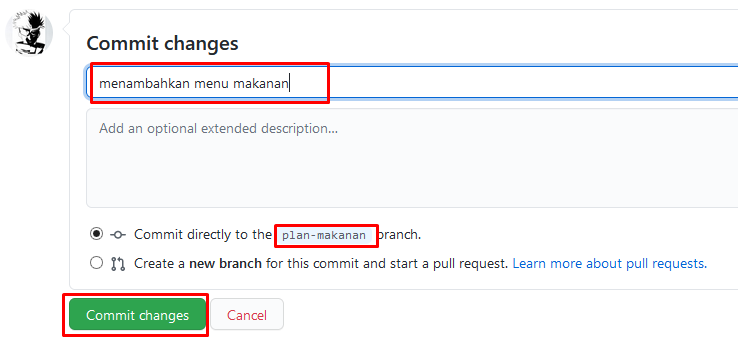 Commit changes
menambahkan menu makanan
Add an optional extended description...
Commit directly to the plan-makanan branch.
Create a new branch for this commit and start a pull request. Learn more about pull requests.
Commit changes Cancel